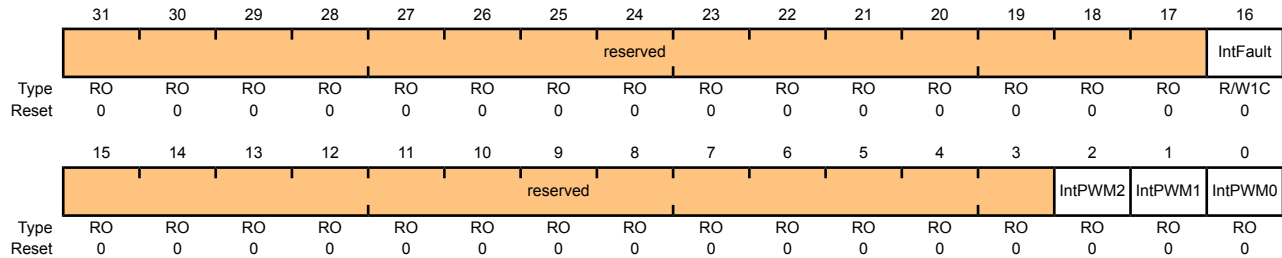 31 30 29 28 27 26 25 24 23 22 21 20 19 18 17 16
reserved IntFault
Type RO RO RO RO RO RO RO RO RO RO RO RO RO RO RO R/W1C
Reset 0 0 0 0 0 0 0 0 0 0 0 0 0 0 0 0
15 14 13 12 11 10 9 8 7 6 5 4 3 2 1 0
reserved IntPWM2 IntPWM1 IntPWM0
Type RO RO RO RO RO RO RO RO RO RO RO RO RO RO RO RO
Reset 0 0 0 0 0 0 0 0 0 0 0 0 0 0 0 0